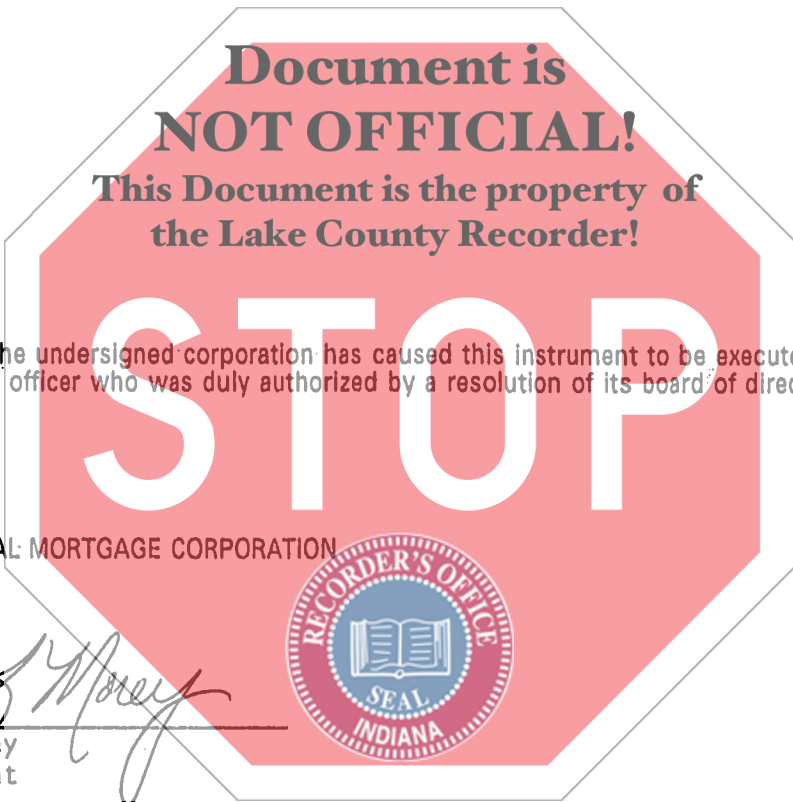 Document is
NOT OFFICIAL!
This Document is the property of
the Lake County Recorder!
STOP
he undersigned corporation has caused this instrument to be execute
officer who was duly authorized by a resolution of its board of direc
AL MORTGAGE CORPORATION
RECORDER'S OFFICE
SEAL
INDIANA
Morey
y
t